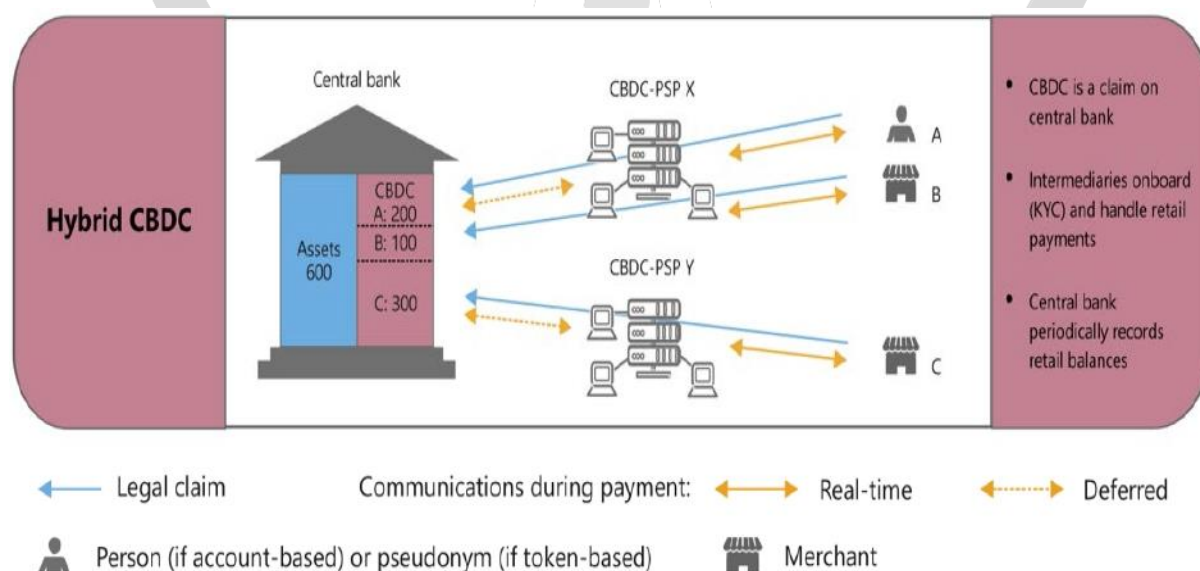 Hybrid CBDC
Central bank
Assets
600
CBDC
A: 200
B: 100
C: 300
CBDC-PSP X
CBDC-PSP Y
A
B
C
• CBDC is a claim on
central bank
• Intermediaries onboard
(KYC) and handle retail
payments
• Central bank
periodically records
retail balances
Legal claim
Communications during payment:
Real-time
Deferred
Person (if account-based) or pseudonym (if token-based)
Merchant